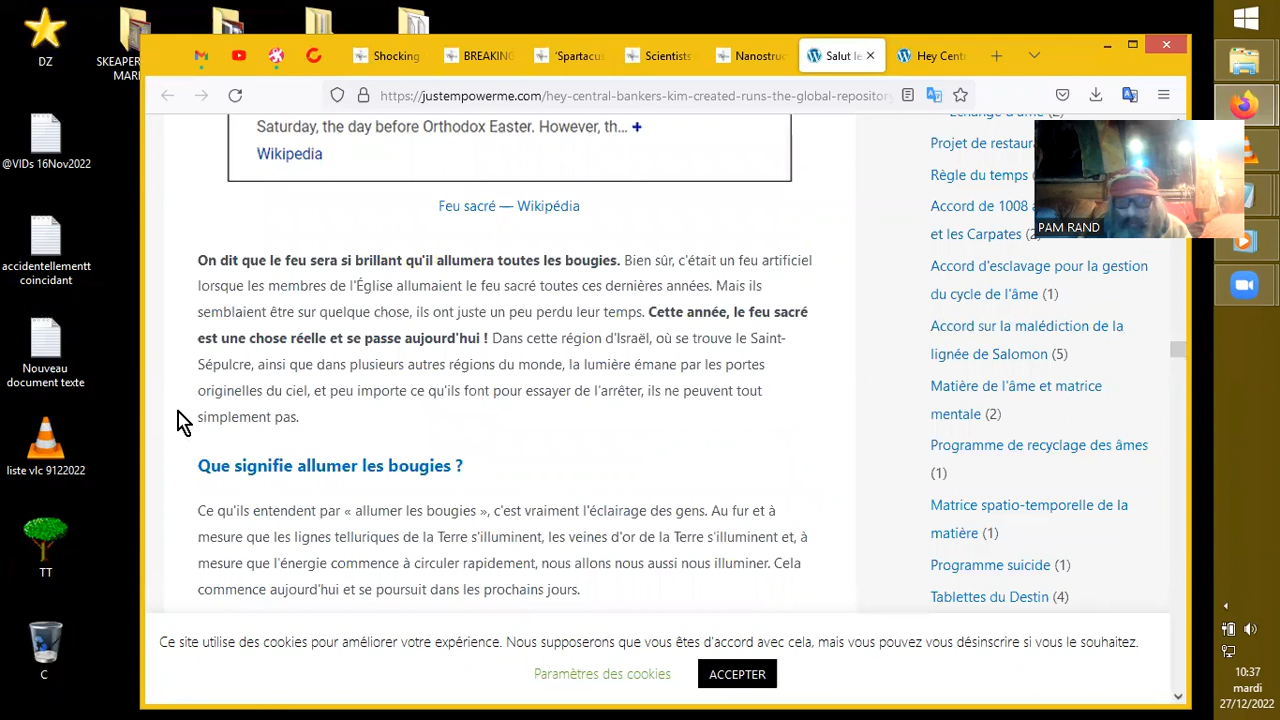 DZ
SKEAPER
MARI
@VIDs 16Nov2022
accidentellementt
coincidant
Nouveau
document texte
liste vlc 9122022
TT
C
Shocking
BREAKING
'Spartacus
Scientists
Nanostruc
Salut le
Hey Centr
https://justempowerme.com/hey-central-bankers-kim-created-runs-the-global-repository
Saturday, the day before Orthodox Easter. However, th... +
Wikipedia
Feu sacré — Wikipédia
On dit que le feu sera si brillant qu'il allumera toutes les bougies. Bien sûr, c'était un feu artificiel
lorsque les membres de l'Église allumaient le feu sacré toutes ces dernières années. Mais ils
semblaient être sur quelque chose, ils ont juste un peu perdu leur temps. Cette année, le feu sacré
est une chose réelle et se passe aujourd'hui ! Dans cette région d'Israël, où se trouve le Saint-
Sépulcre, ainsi que dans plusieurs autres régions du monde, la lumière émane par les portes
originelles du ciel, et peu importe ce qu'ils font pour essayer de l'arrêter, ils ne peuvent tout
simplement pas.
Que signifie allumer les bougies ?
Ce qu'ils entendent par « allumer les bougies », c'est vraiment l'éclairage des gens. Au fur et à
mesure que les lignes telluriques de la Terre s'illuminent, les veines d'or de la Terre s'illuminent et, à
mesure que l'énergie commence à circuler rapidement, nous allons nous aussi nous illuminer. Cela
commence aujourd'hui et se poursuit dans les prochains jours.
Projet de restaur
Règle du temps
Accord de 1008 a
et les Carpates (2)
Accord d'esclavage pour la gestion
du cycle de l'âme (1)
Accord sur la malédiction de la
lignée de Salomon (5)
Matière de l'âme et matrice
mentale (2)
Programme de recyclage des âmes
(1)
Matrice spatio-temporelle de la
matière (1)
Programme suicide (1)
Tablettes du Destin (4)
PAM RAND
Ce site utilise des cookies pour améliorer votre expérience. Nous supposerons que vous êtes d'accord avec cela, mais vous pouvez vous désinscrire si vous le souhaitez.
Paramètres des cookies
ACCEPTER
10:37
mardi
27/12/2022